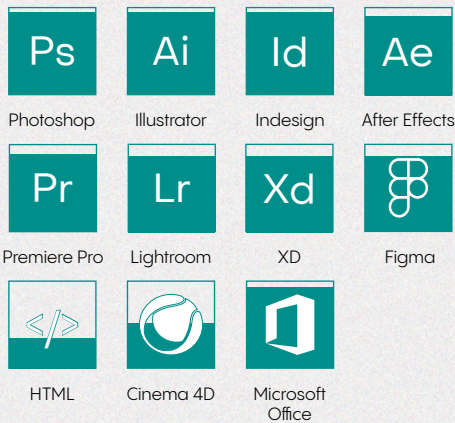 Ps Ai Id Ae
Photoshop Illustrator Indesign After Effects
Pr Lr Xd
Premiere Pro Lightroom XD Figma
</>
HTML Cinema 4D Microsoft
Office